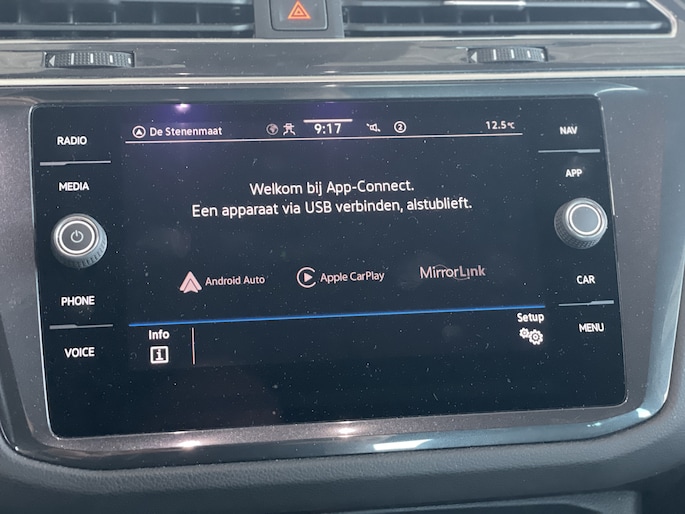 RADIO
MEDIA
PHONE
VOICE
De Stenenmaat
9:17
2
12.5°C
Welkom bij App-Connect.
Een apparaat via USB verbinden, alstublieft.
Android Auto
Apple CarPlay
MirrorLink
Info
Setup
NAV
APP
CAR
MENU